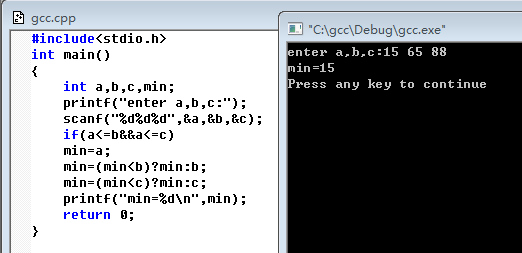 gcc.cpp
#include<stdio.h>
int main()
{
    int a,b,c,min;
    printf("enter a,b,c:");
    scanf("%d%d%d",&a,&b,&c);
    if(a<=b&&a<=c)
    min=a;
    min=(min<b)?min:b;
    min=(min<c)?min:c;
    printf("min=%d\n",min);
    return 0;
}
"C:\gcc\Debug\gcc.exe"
enter a,b,c:15 65 88
min=15
Press any key to continue